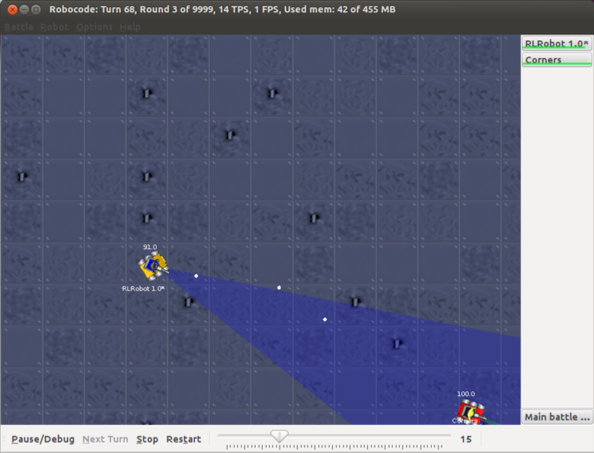 Robocode: Turn 68, Round 3 of 9999, 14 TPS, 1 FPS, Used mem: 42 of 455 MB
Battle Robot Options Help
RLRobot 1.0*
Corners
91.0
RLRobot 1.0*
100.0
Main battle ...
Pause/Debug Next Turn Stop Restart 15